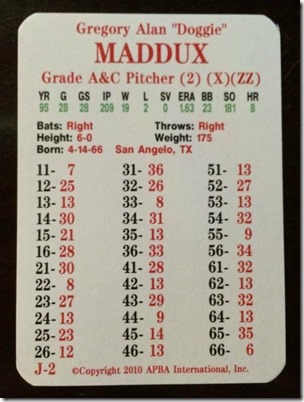 Gregory Alan "Doggie"
MADDUX
Grade A&C Pitcher (2) (X)(ZZ)
YR G GS IP W L SV ERA BB SO HR
95 28 28 209 19 2 0 1.63 23 181 8
Bats: Right Throws: Right
Height: 6-0 Weight: 175
Born: 4-14-66 San Angelo, TX
11- 7 31- 36 51- 13
12- 25 32- 26 52- 27
13- 13 33- 8 53- 13
14- 30 34- 31 54- 32
15- 21 35- 13 55- 9
16- 28 36- 33 56- 34
21- 30 41- 28 61- 32
22- 8 42- 13 62- 13
23- 27 43- 29 63- 32
24- 13 44- 9 64- 13
25- 23 45- 14 65- 35
26- 12 46- 13 66- 6
J-2 ©Copyright 2010 APBA International, Inc.